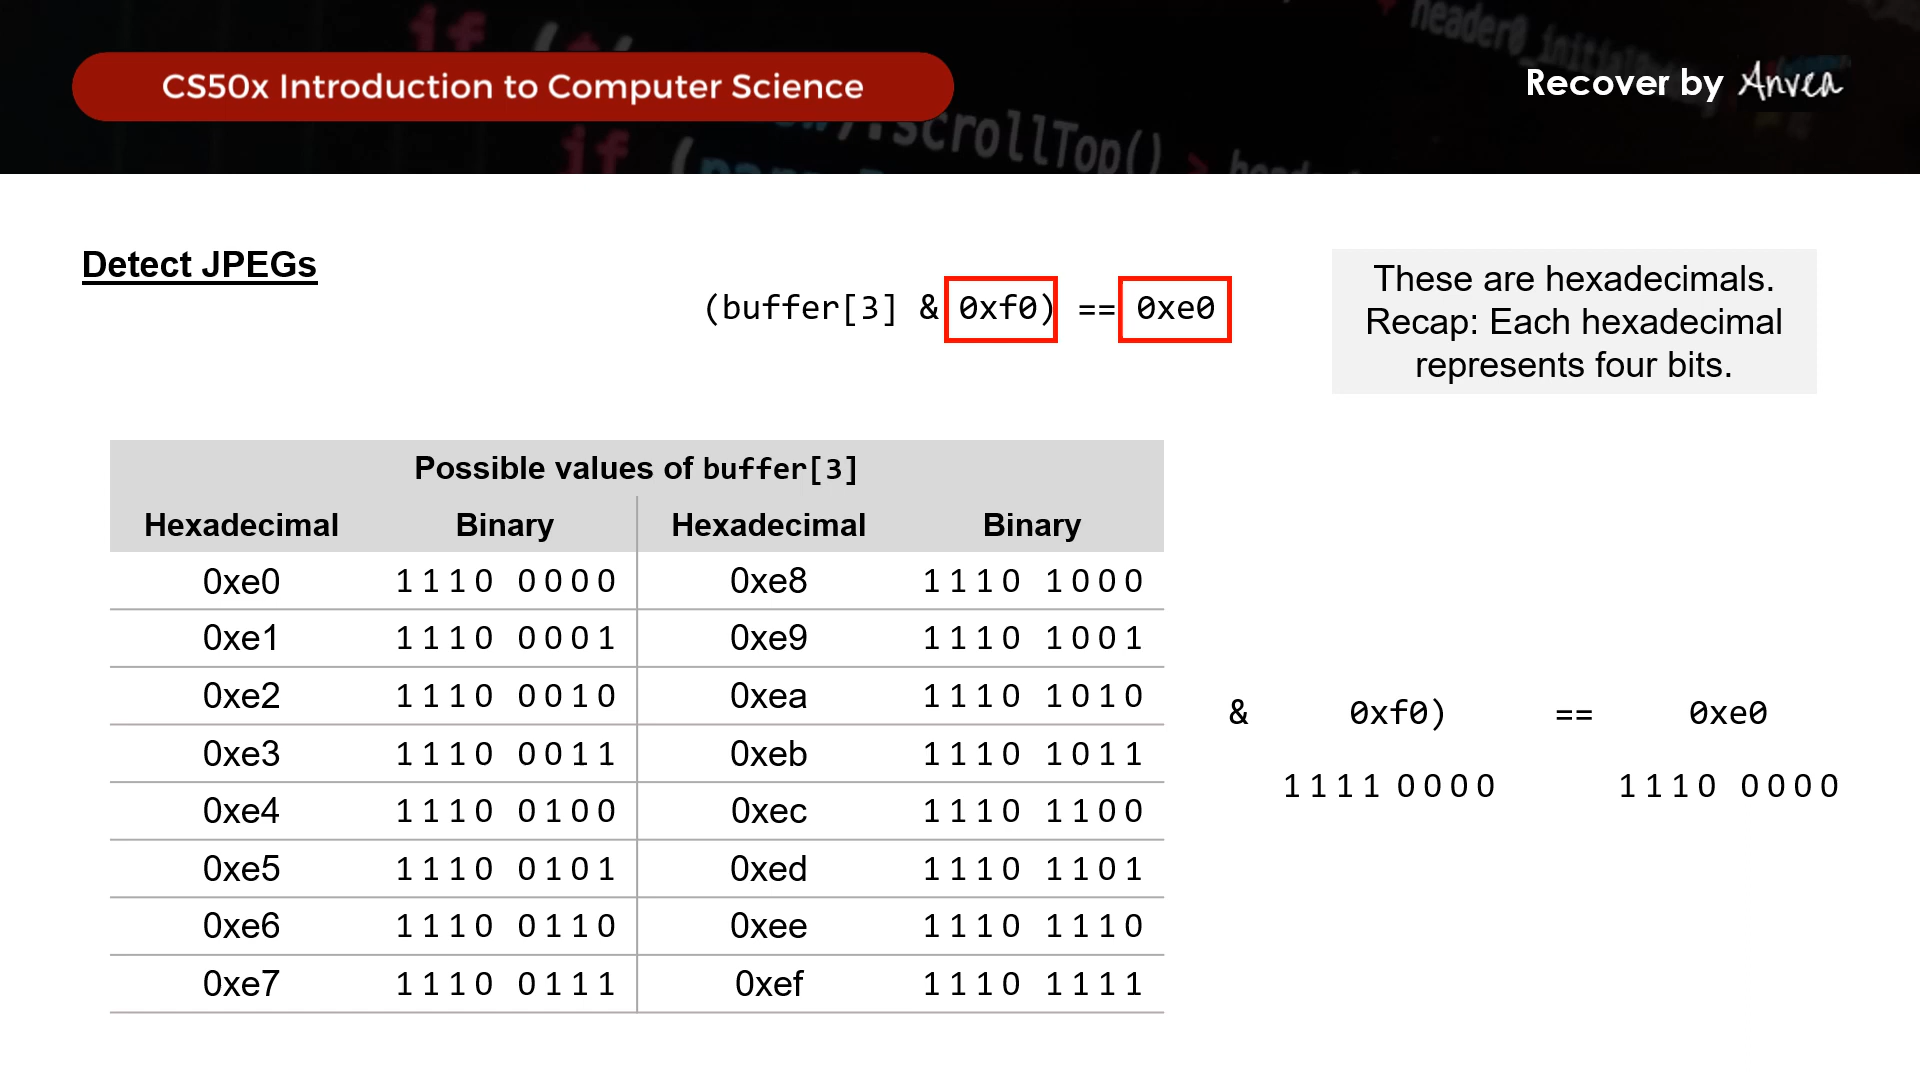 if (
header0_initial
CS50x Introduction to Computer Science
Recover by Anvea
.scrollTop() >
if (
Detect JPEGs
(buffer[3] & 0xf0) == 0xe0
These are hexadecimals.
Recap: Each hexadecimal
represents four bits.
Possible values of buffer[3]
Hexadecimal Binary Hexadecimal Binary
0xe0 1110 0000 0xe8 1110 1000
0xe1 1110 0001 0xe9 1110 1001
0xe2 1110 0010 0xea 1110 1010
0xe3 1110 0011 0xeb 1110 1011
0xe4 1110 0100 0xec 1110 1100
0xe5 1110 0101 0xed 1110 1101
0xe6 1110 0110 0xee 1110 1110
0xe7 1110 0111 0xef 1110 1111
& 0xf0) == 0xe0
1111 0000 1110 0000